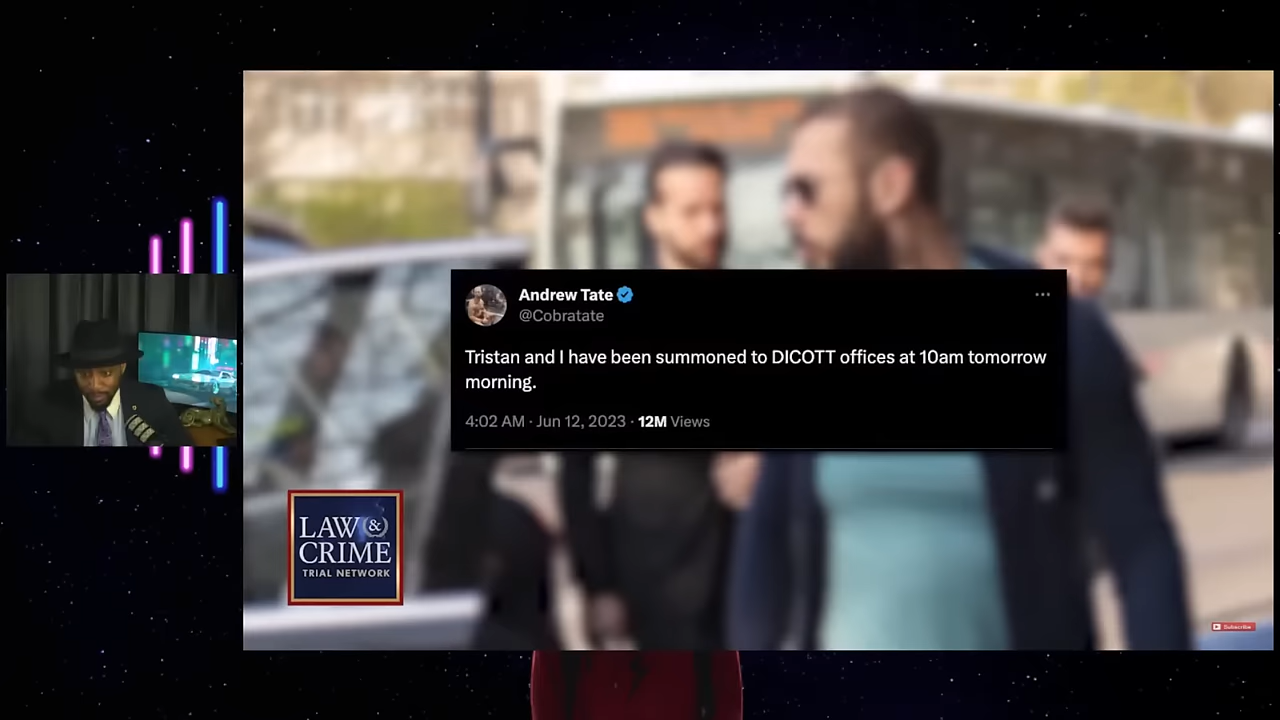 Andrew Tate
@Cobratate
Tristan and I have been summoned to DICOTT offices at 10am tomorrow
morning.
4:02 AM · Jun 12, 2023 · 12M Views
LAW &
CRIME
TRIAL NETWORK
Subscribe